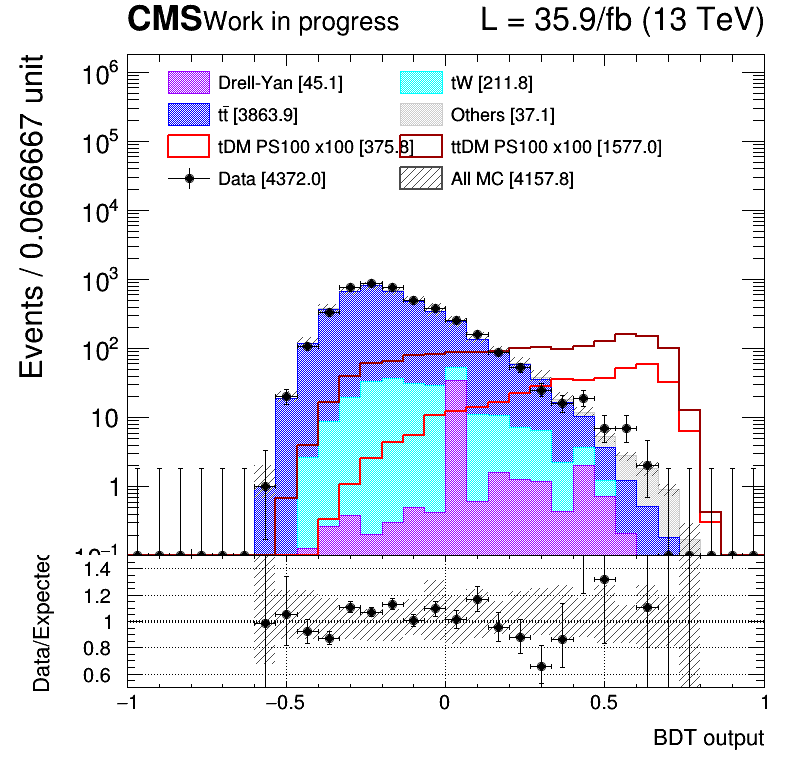 CMS Work in progress L = 35.9/fb (13 TeV)
Events / 0.0666667 unit
10⁶
10⁵
10⁴
10³
10²
10
1
10⁻¹
Drell-Yan [45.1]
tW [211.8]
tt̄ [3863.9]
Others [37.1]
tDM PS100 x100 [375.8]
ttDM PS100 x100 [1577.0]
Data [4372.0]
All MC [4157.8]
Data/Expected
1.4
1.2
1
0.8
0.6
−1 −0.5 0 0.5 1
BDT output